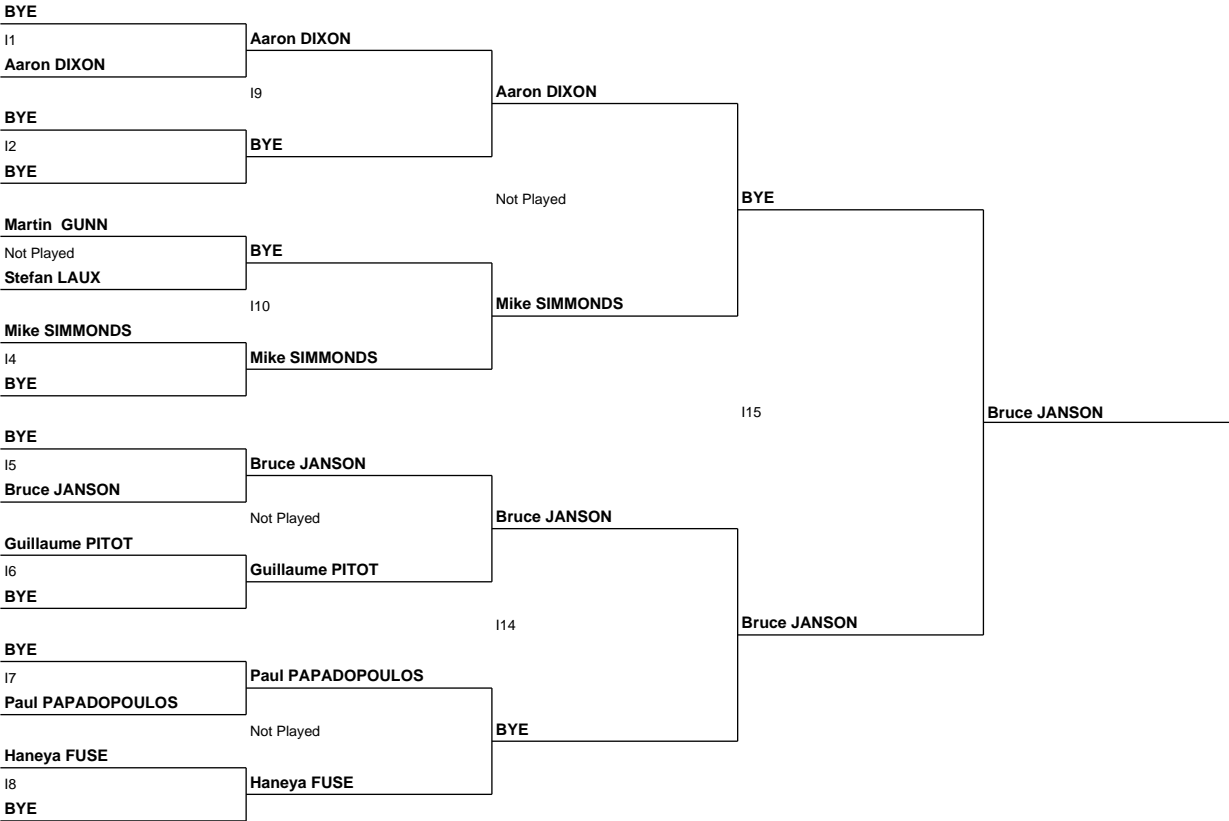 BYE
I1
Aaron DIXON
Aaron DIXON
I9
Aaron DIXON
BYE
I2
BYE
BYE
Not Played
BYE
Martin  GUNN
Not Played
BYE
Stefan LAUX
I10
Mike SIMMONDS
Mike SIMMONDS
I4
Mike SIMMONDS
BYE
I15
Bruce JANSON
BYE
I5
Bruce JANSON
Bruce JANSON
Not Played
Bruce JANSON
Guillaume PITOT
I6
Guillaume PITOT
BYE
I14
Bruce JANSON
BYE
I7
Paul PAPADOPOULOS
Paul PAPADOPOULOS
Not Played
BYE
Haneya FUSE
I8
Haneya FUSE
BYE